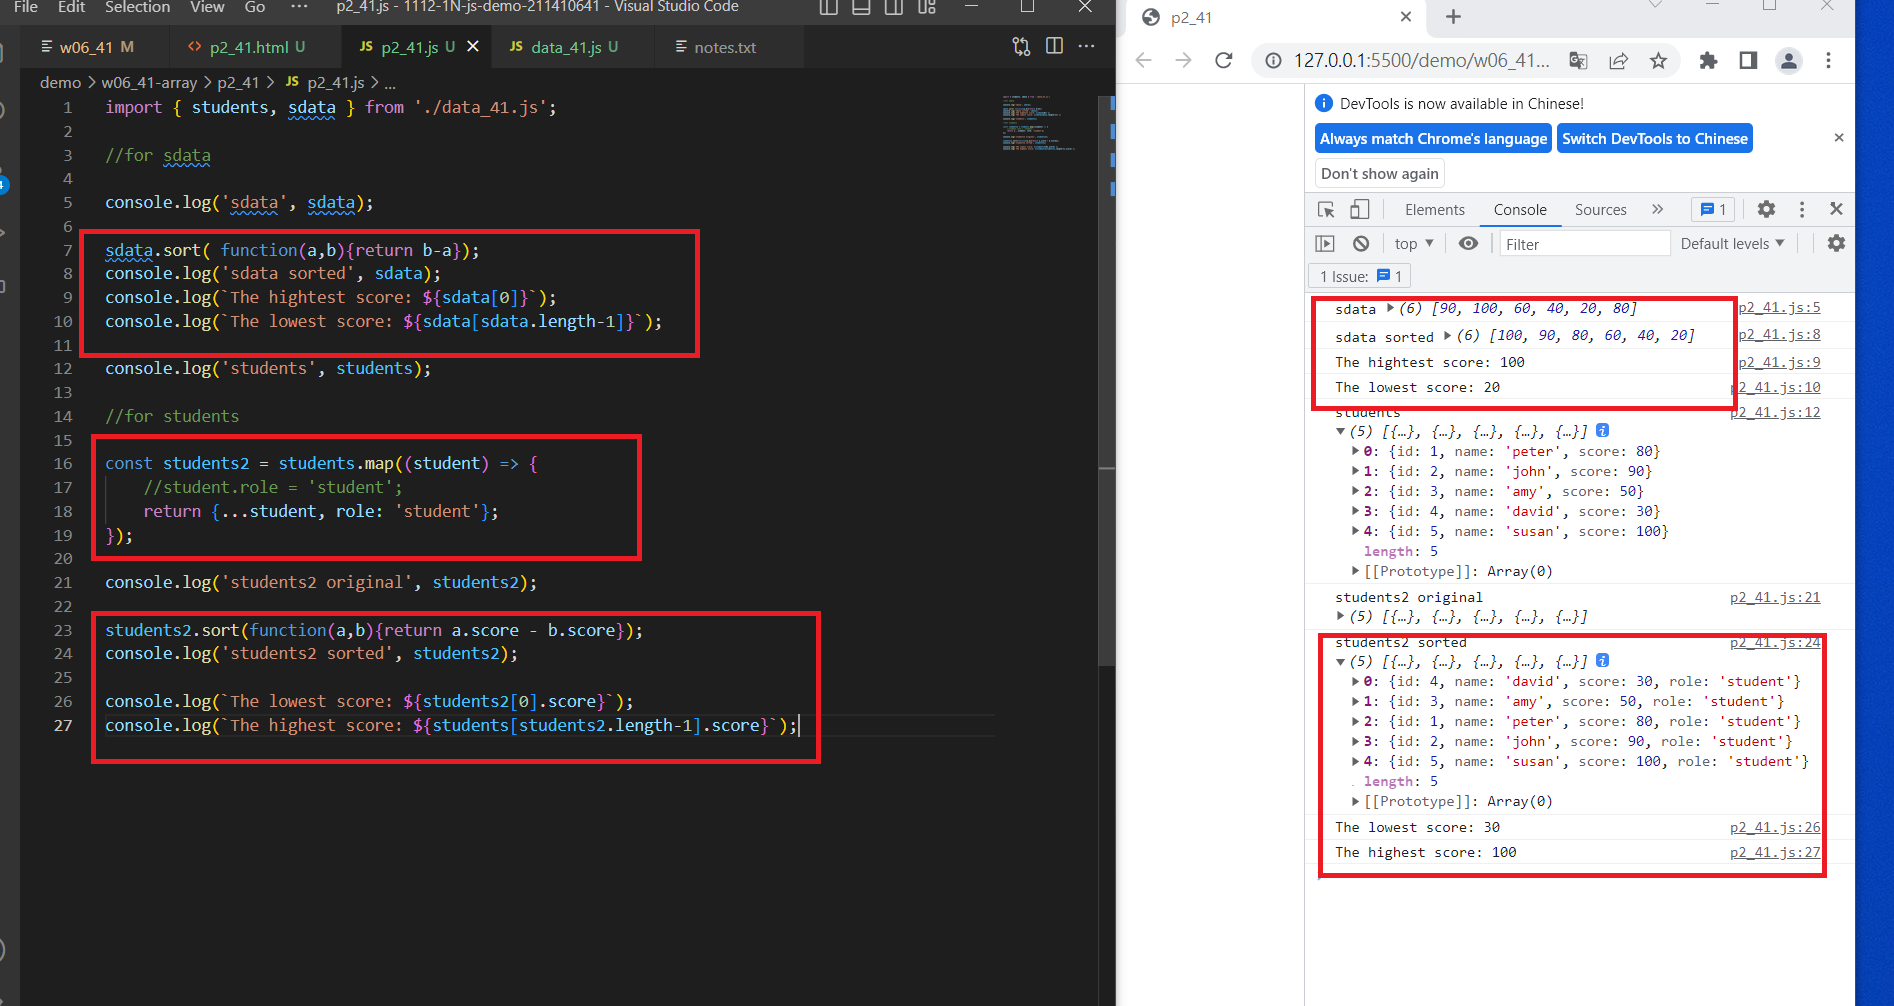 File Edit Selection View Go ··· p2_41.js - 1112-1N-js-demo-211410641 - Visual Studio Code
w06_41 M
p2_41.html U
JS p2_41.js U
JS data_41.js U
notes.txt
demo > w06_41-array > p2_41 > JS p2_41.js > ...
1 import { students, sdata } from './data_41.js';
2
3 //for sdata
4
5 console.log('sdata', sdata);
6
7 sdata.sort( function(a,b){return b-a});
8 console.log('sdata sorted', sdata);
9 console.log(`The hightest score: ${sdata[0]}`);
10 console.log(`The lowest score: ${sdata[sdata.length-1]}`);
11
12 console.log('students', students);
13
14 //for students
15
16 const students2 = students.map((student) => {
17 //student.role = 'student';
18 return {...student, role: 'student'};
19 });
20
21 console.log('students2 original', students2);
22
23 students2.sort(function(a,b){return a.score - b.score});
24 console.log('students2 sorted', students2);
25
26 console.log(`The lowest score: ${students2[0].score}`);
27 console.log(`The highest score: ${students[students2.length-1].score}`);
p2_41
127.0.0.1:5500/demo/w06_41...
DevTools is now available in Chinese!
Always match Chrome's language Switch DevTools to Chinese
Don't show again
Elements Console Sources » 1
top Filter Default levels
1 Issue: 1
sdata (6) [90, 100, 60, 40, 20, 80] p2_41.js:5
sdata sorted (6) [100, 90, 80, 60, 40, 20] p2_41.js:8
The hightest score: 100 p2_41.js:9
The lowest score: 20 p2_41.js:10
students p2_41.js:12
(5) [{…}, {…}, {…}, {…}, {…}] i
0: {id: 1, name: 'peter', score: 80}
1: {id: 2, name: 'john', score: 90}
2: {id: 3, name: 'amy', score: 50}
3: {id: 4, name: 'david', score: 30}
4: {id: 5, name: 'susan', score: 100}
length: 5
[[Prototype]]: Array(0)
students2 original p2_41.js:21
(5) [{…}, {…}, {…}, {…}, {…}]
students2 sorted p2_41.js:24
(5) [{…}, {…}, {…}, {…}, {…}] i
0: {id: 4, name: 'david', score: 30, role: 'student'}
1: {id: 3, name: 'amy', score: 50, role: 'student'}
2: {id: 1, name: 'peter', score: 80, role: 'student'}
3: {id: 2, name: 'john', score: 90, role: 'student'}
4: {id: 5, name: 'susan', score: 100, role: 'student'}
length: 5
[[Prototype]]: Array(0)
The lowest score: 30 p2_41.js:26
The highest score: 100 p2_41.js:27